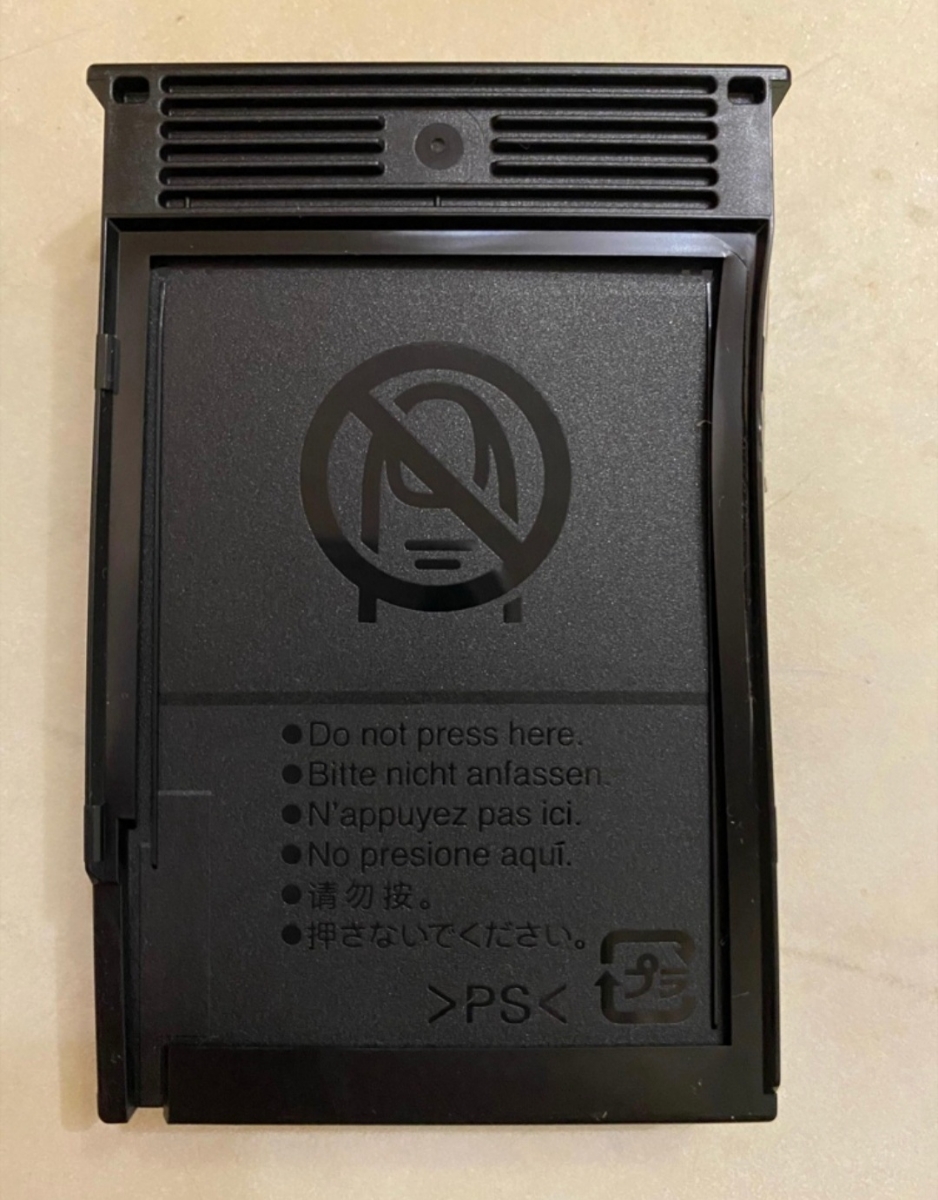 ●Do not press here.
●Bitte nicht anfassen.
●N'appuyez pas ici.
●No presione aquí.
●请勿按。
●押さないでください。
プラ
>PS<